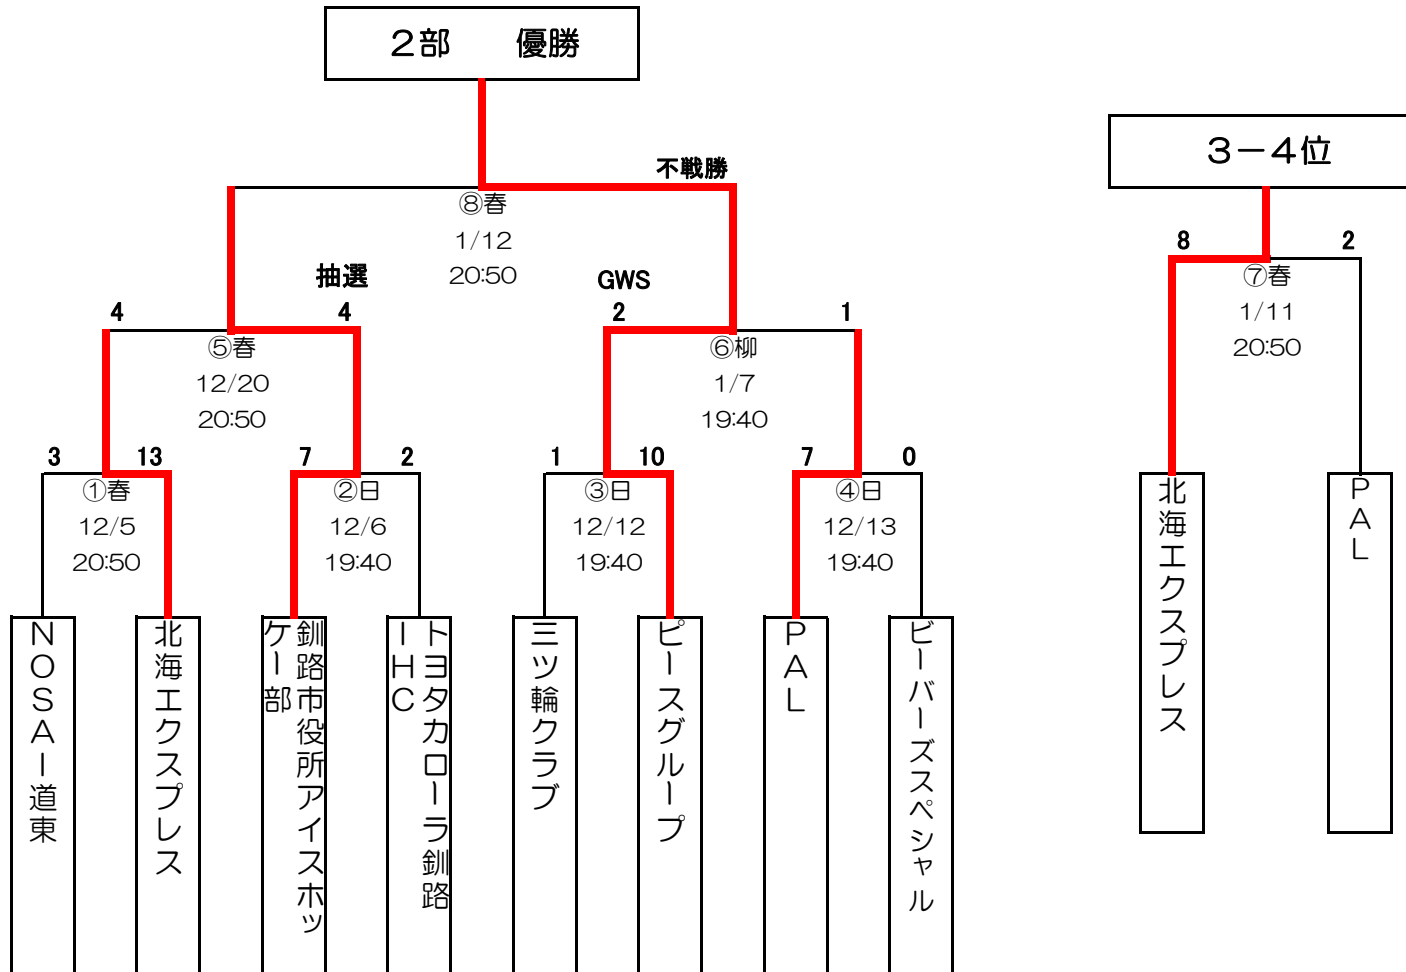 2部　優勝
3－4位
不戦勝
⑧春
1/12
20:50
8
2
⑦春
1/11
20:50
抽選
GWS
4
4
2
1
⑤春
12/20
20:50
⑥柳
1/7
19:40
3
13
7
2
1
10
7
0
①春
12/5
20:50
②日
12/6
19:40
③日
12/12
19:40
④日
12/13
19:40
北海エクスプレス
PAL
NOSAI道東
北海エクスプレス
釧路市役所アイスホッ
ケー部
トヨタカローラ釧路
IHC
三ツ輪クラブ
ピースグループ
PAL
ビーバーズスペシャル